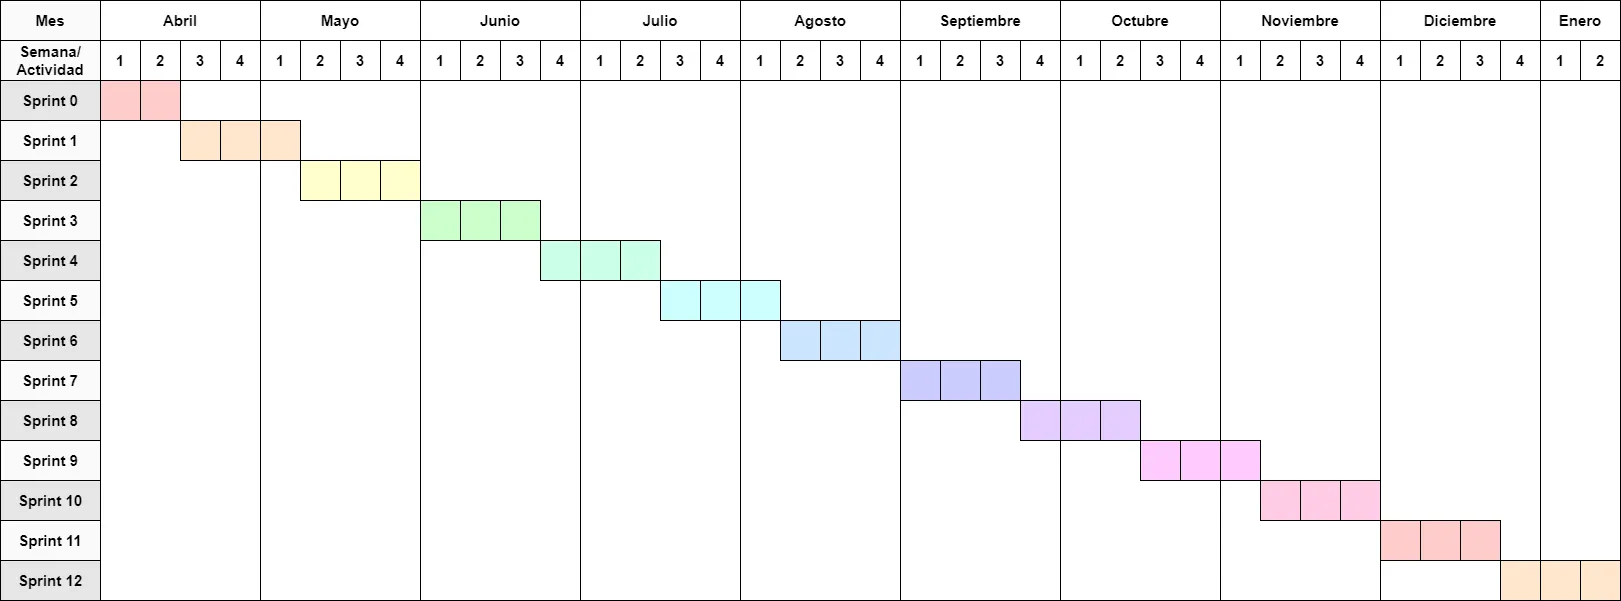 Mes Abril Mayo Junio Julio Agosto Septiembre Octubre Noviembre Diciembre Enero
Semana/
Actividad
1 2 3 4 1 2 3 4 1 2 3 4 1 2 3 4 1 2 3 4 1 2 3 4 1 2 3 4 1 2 3 4 1 2 3 4 1 2
Sprint 0
Sprint 1
Sprint 2
Sprint 3
Sprint 4
Sprint 5
Sprint 6
Sprint 7
Sprint 8
Sprint 9
Sprint 10
Sprint 11
Sprint 12